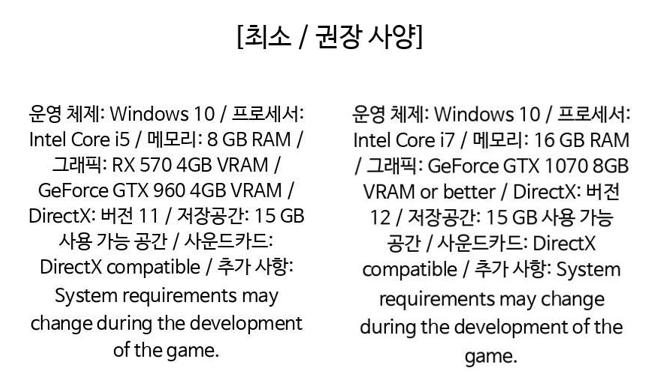 [최소 / 권장 사양]
운영 체제: Windows 10 / 프로세서:
Intel Core i5 / 메모리: 8 GB RAM /
그래픽: RX 570 4GB VRAM /
GeForce GTX 960 4GB VRAM /
DirectX: 버전 11 / 저장공간: 15 GB
사용 가능 공간 / 사운드카드:
DirectX compatible / 추가 사항:
System requirements may
change during the development
of the game.
운영 체제: Windows 10 / 프로세서:
Intel Core i7 / 메모리: 16 GB RAM
/ 그래픽: GeForce GTX 1070 8GB
VRAM or better / DirectX: 버전
12 / 저장공간: 15 GB 사용 가능
공간 / 사운드카드: DirectX
compatible / 추가 사항: System
requirements may change
during the development of the
game.